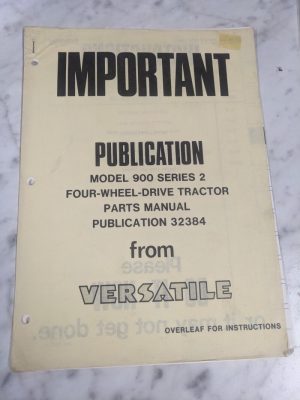 IMPORTANT
PUBLICATION
MODEL 900 SERIES 2
FOUR-WHEEL-DRIVE TRACTOR
PARTS MANUAL
PUBLICATION 32384
from
VERSATILE
OVERLEAF FOR INSTRUCTIONS